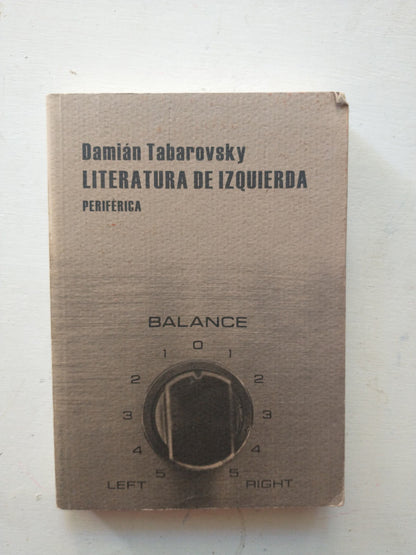 Damián Tabarovsky
LITERATURA DE IZQUIERDA
PERIFÉRICA
BALANCE
0
1 1
2 2
3 3
4 4
5 5
LEFT RIGHT